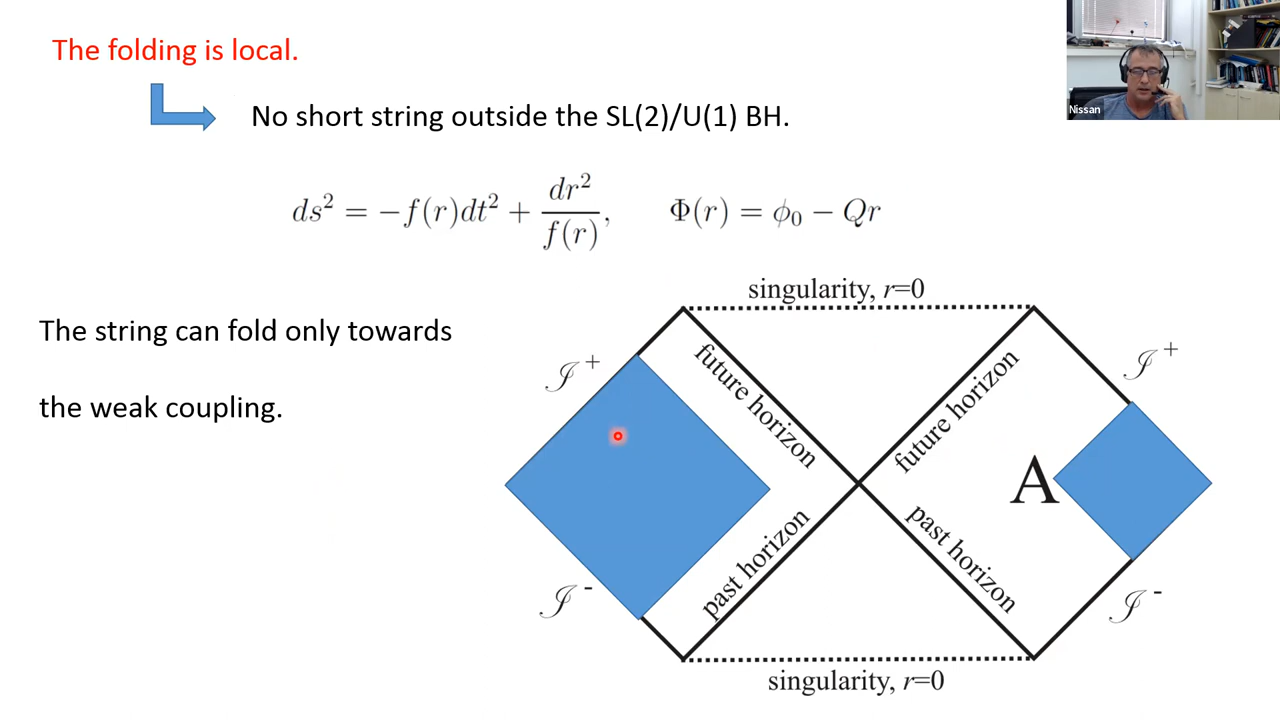 The folding is local.
Nissan
No short string outside the SL(2)/U(1) BH.
ds² = −f(r)dt² + dr²/f(r), Φ(r) = ϕ₀ − Qr
singularity, r=0
The string can fold only towards
the weak coupling.
ℐ⁺
future horizon
future horizon
ℐ⁺
A
past horizon
past horizon
ℐ⁻
ℐ⁻
singularity, r=0